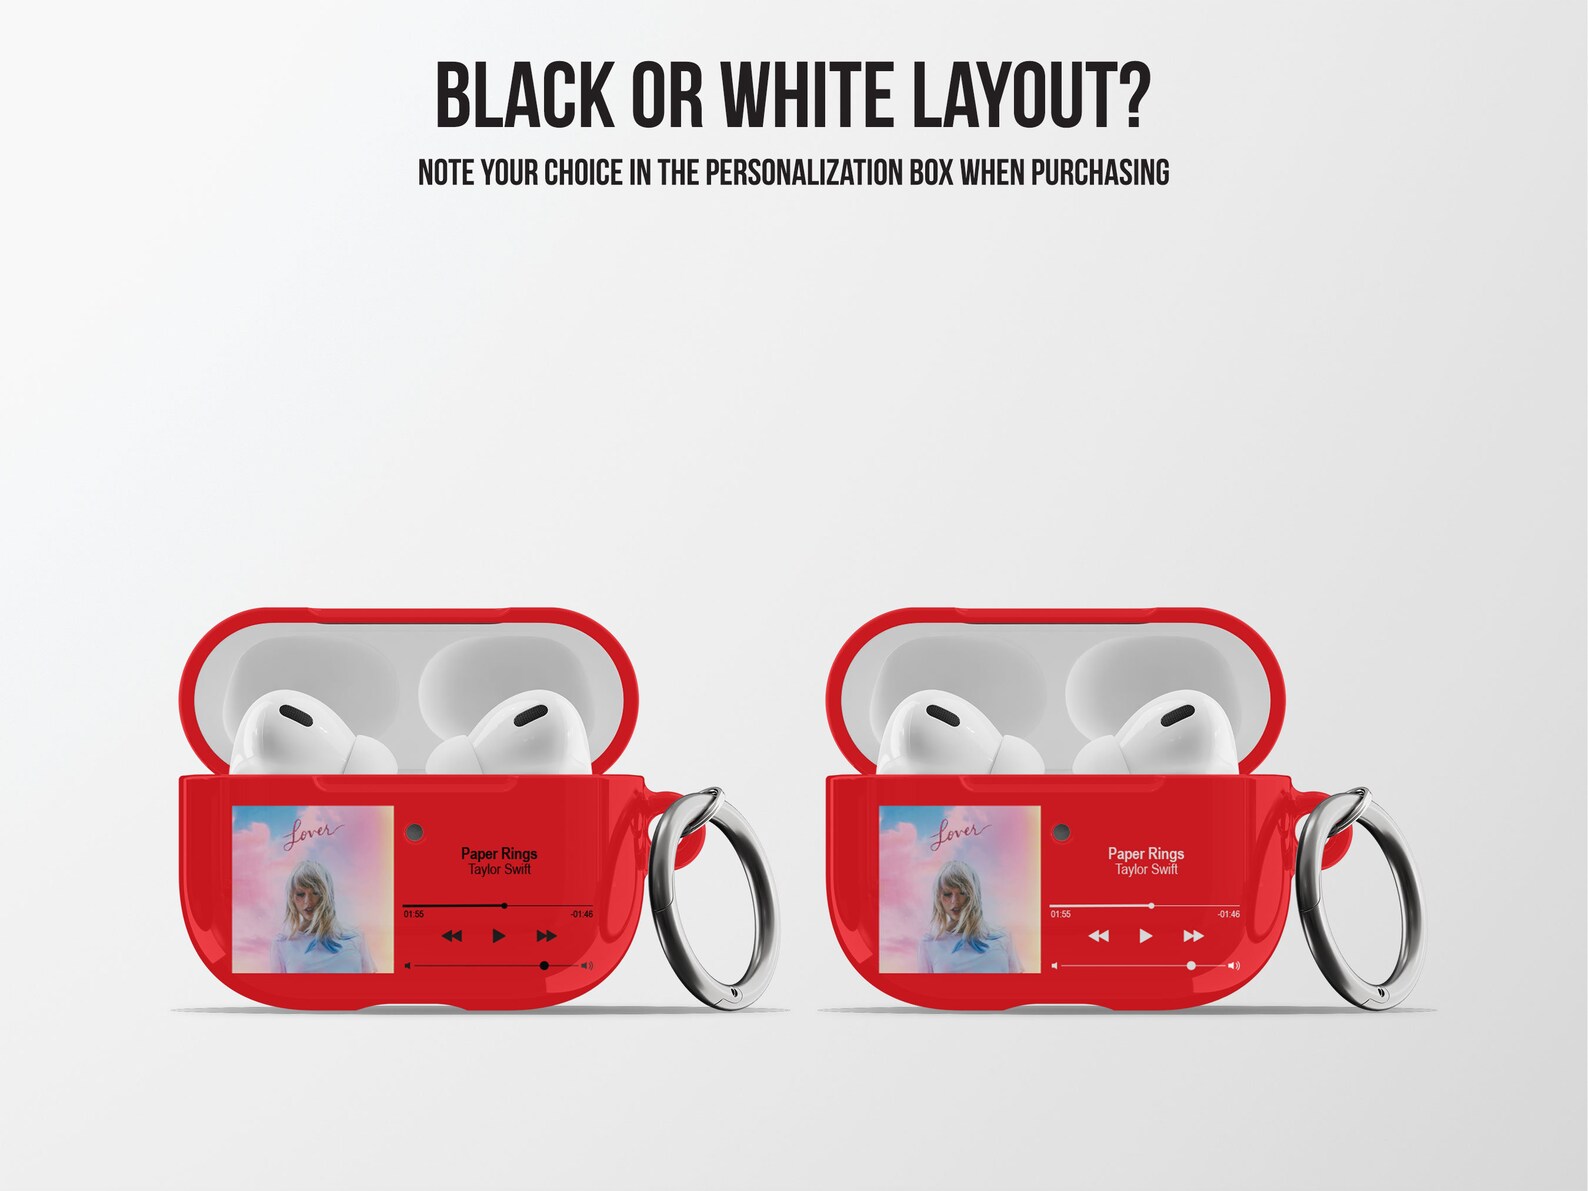 BLACK OR WHITE LAYOUT?
NOTE YOUR CHOICE IN THE PERSONALIZATION BOX WHEN PURCHASING
Lover
Paper Rings
Taylor Swift
01:55 -01:46
Lover
Paper Rings
Taylor Swift
01:55 -01:46